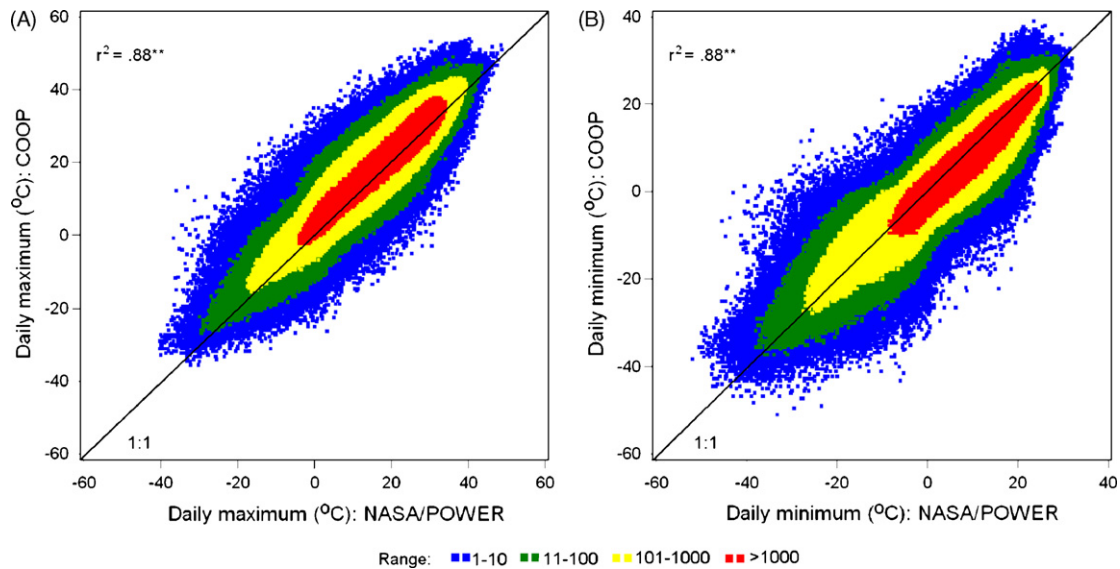 (A)
r² = .88**
Daily maximum (°C): COOP
60
40
20
0
-20
-40
-60
1:1
-60 -40 -20 0 20 40 60
Daily maximum (°C): NASA/POWER
(B)
r² = .88**
Daily minimum (°C): COOP
40
20
0
-20
-40
-60
1:1
-60 -40 -20 0 20 40
Daily minimum (°C): NASA/POWER
Range: 1-10 11-100 101-1000 >1000